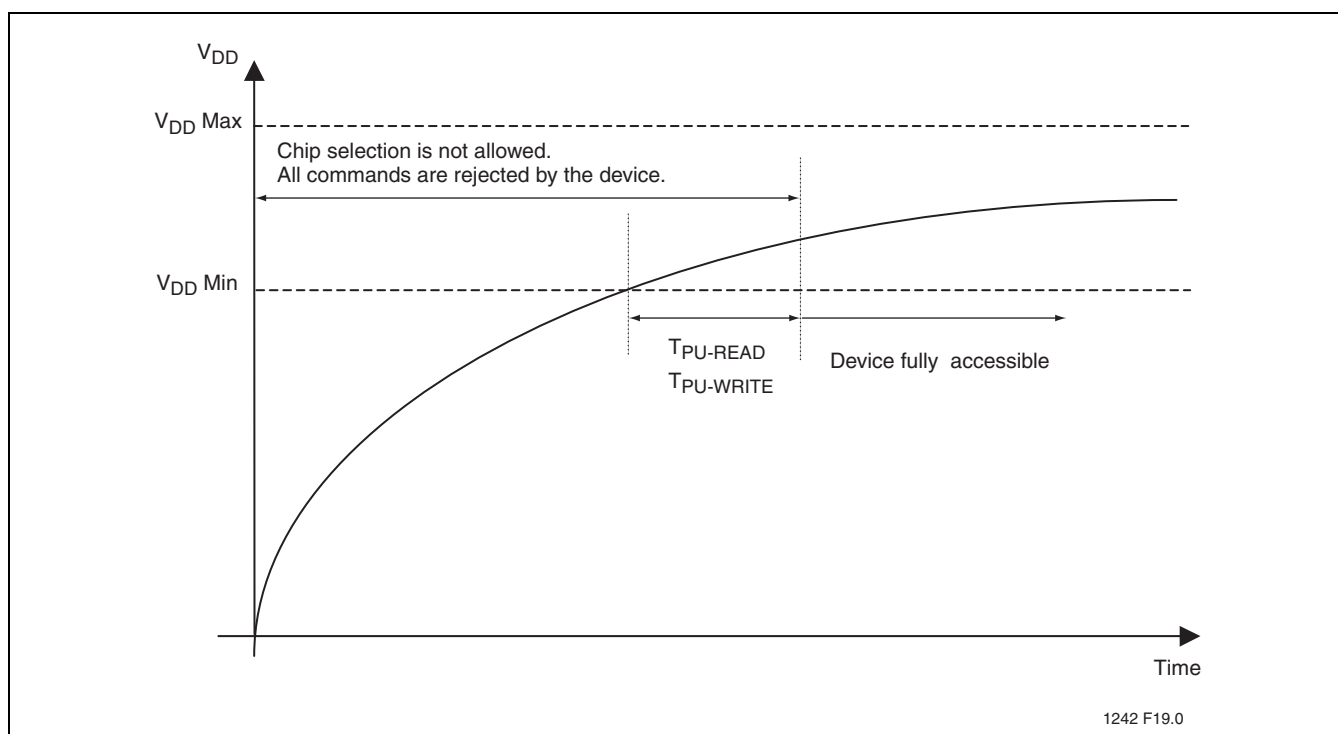 VDD
VDD Max
Chip selection is not allowed.
All commands are rejected by the device.
VDD Min
TPU-READ
TPU-WRITE
Device fully accessible
Time
1242 F19.0